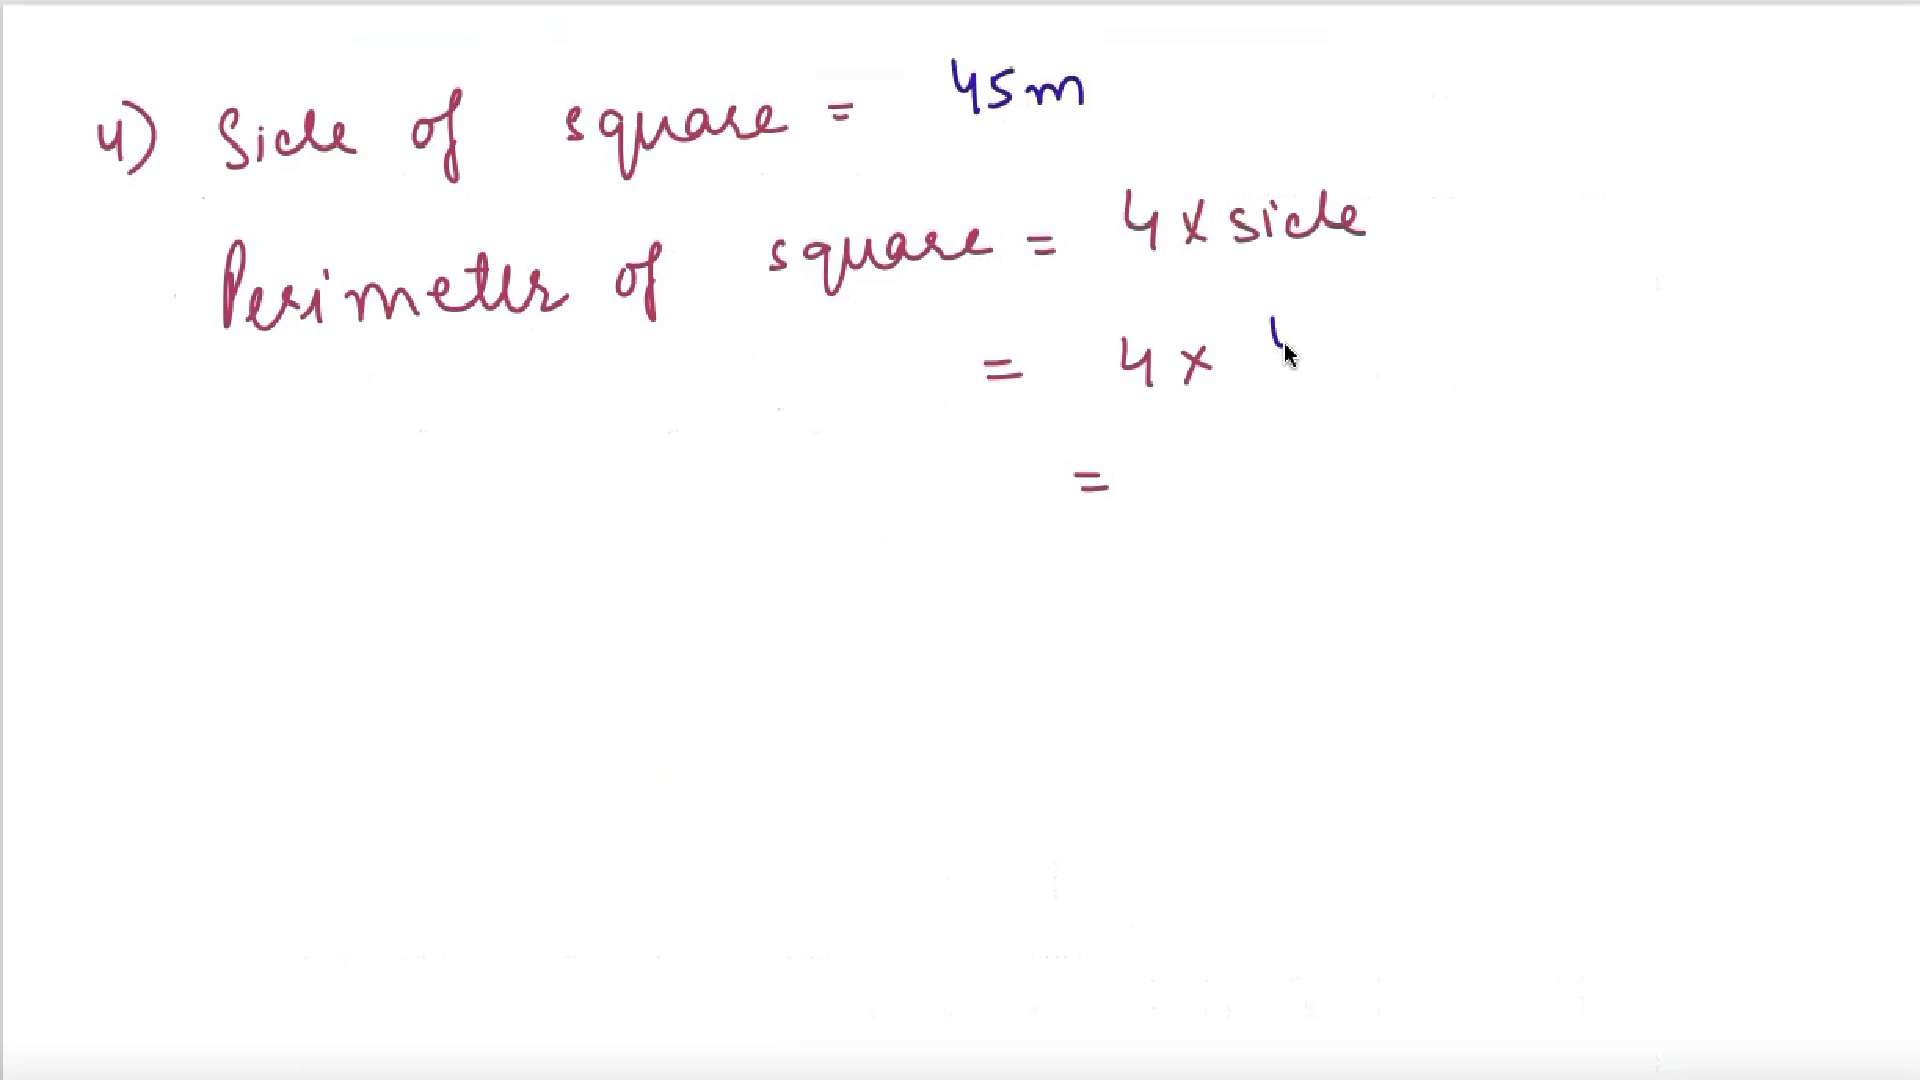 4) Side of square = 45m
Perimeter of square = 4 x side
= 4 x
=